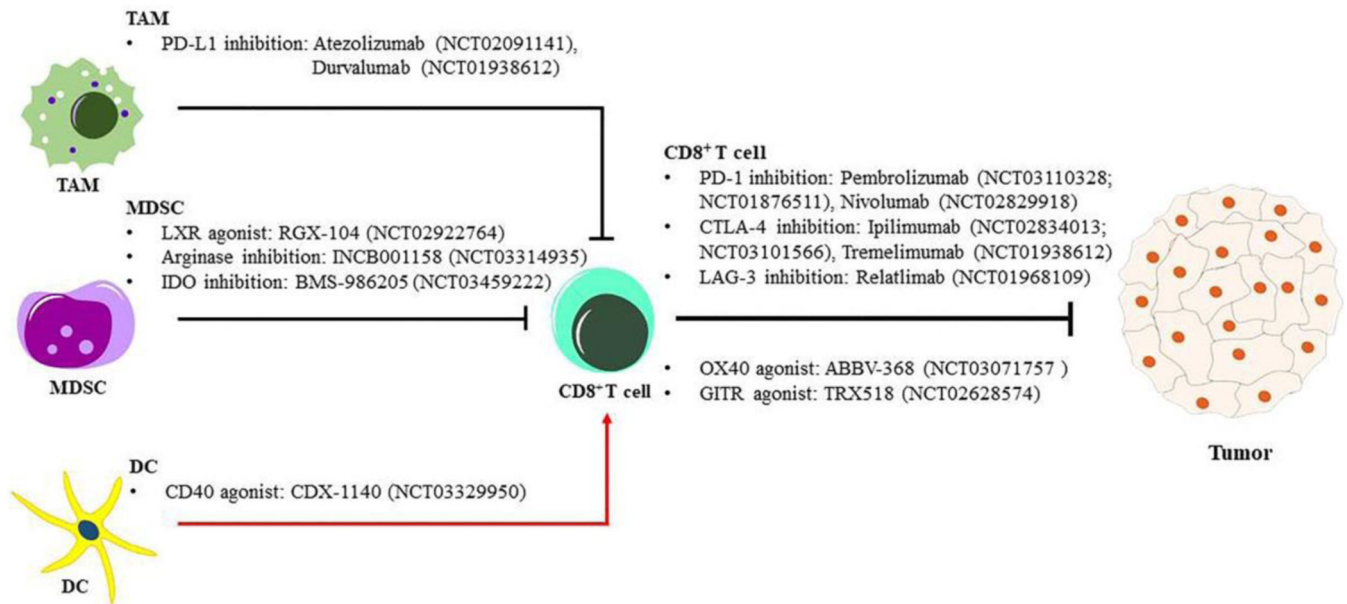 TAM
• PD-L1 inhibition: Atezolizumab (NCT02091141),
Durvalumab (NCT01938612)
TAM
MDSC
• LXR agonist: RGX-104 (NCT02922764)
• Arginase inhibition: INCB001158 (NCT03314935)
• IDO inhibition: BMS-986205 (NCT03459222)
MDSC
DC
• CD40 agonist: CDX-1140 (NCT03329950)
DC
CD8+ T cell
CD8+ T cell
• PD-1 inhibition: Pembrolizumab (NCT03110328;
NCT01876511), Nivolumab (NCT02829918)
• CTLA-4 inhibition: Ipilimumab (NCT02834013;
NCT03101566), Tremelimumab (NCT01938612)
• LAG-3 inhibition: Relatlimab (NCT01968109)
• OX40 agonist: ABBV-368 (NCT03071757 )
• GITR agonist: TRX518 (NCT02628574)
Tumor